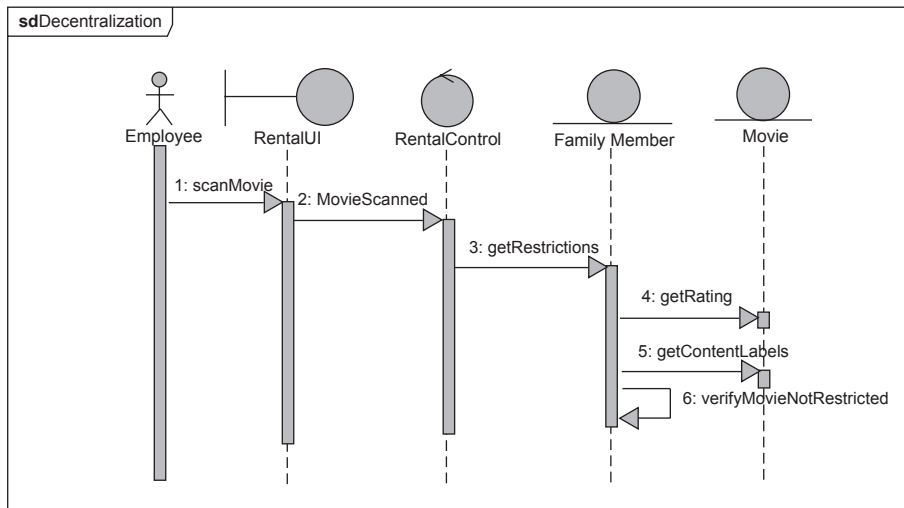 sdDecentralization
Employee
RentalUI
RentalControl
Family Member
Movie
1: scanMovie
2: MovieScanned
3: getRestrictions
4: getRating
5: getContentLabels
6: verifyMovieNotRestricted